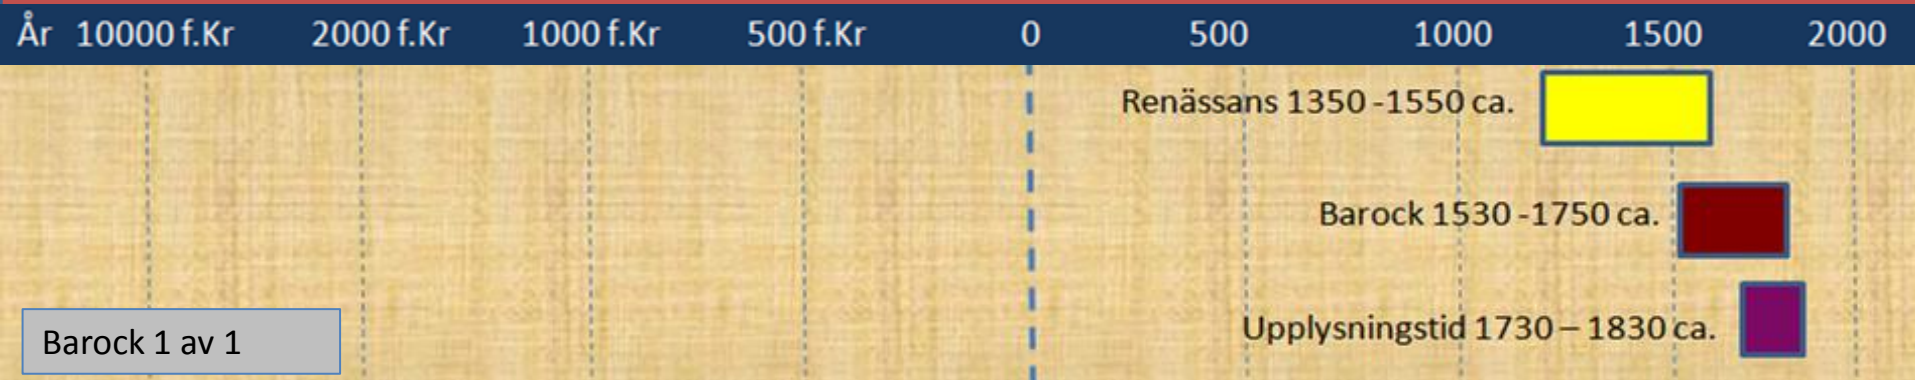 År 10000 f.Kr 2000 f.Kr 1000 f.Kr 500 f.Kr 0 500 1000 1500 2000
Renässans 1350 -1550 ca.
Barock 1530 -1750 ca.
Upplysningstid 1730 – 1830 ca.
Barock 1 av 1